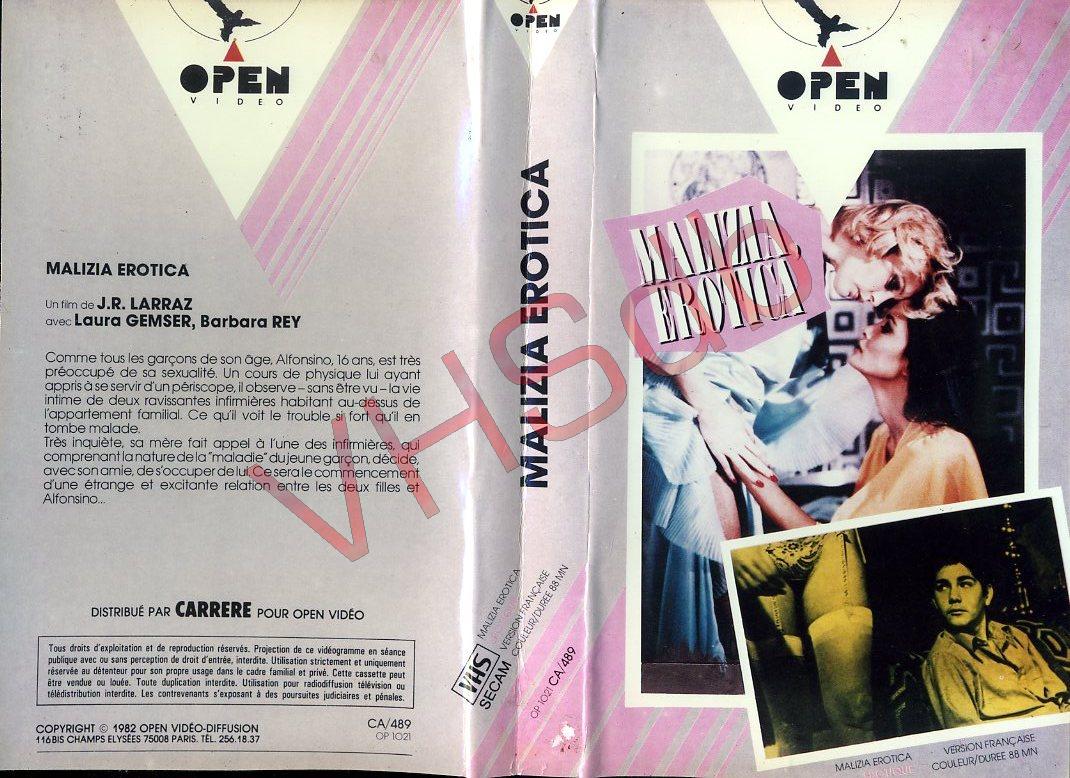 OPEN
VIDEO
MALIZIA EROTICA
Un film de J.R. LARRAZ
avec Laura GEMSER, Barbara REY
Comme tous les garçons de son âge, Alfonsino, 16 ans, est très
préoccupé de sa sexualité. Un cours de physique lui ayant
appris à se servir d'un périscope, il observe – sans être vu – la vie
intime de deux ravissantes infirmières habitant au-dessus de
l'appartement familial. Ce qu'il voit le trouble si fort qu'il en
tombe malade.
Très inquiète, sa mère fait appel à l'une des infirmières, qui
comprenant la nature de la "maladie" du jeune garçon, décide,
avec son amie, de s'occuper de lui. Ce sera le commencement
d'une étrange et excitante relation entre les deux filles et
Alfonsino...
DISTRIBUÉ PAR CARRERE POUR OPEN VIDÉO
Tous droits d'exploitation et de reproduction réservés. Projection de ce vidéogramme en séance
publique avec ou sans perception de droit d'entrée, interdite. Utilisation strictement et uniquement
réservée au détenteur pour son propre usage dans le cadre familial et privé. Cette cassette peut
être vendue ou louée. Toute duplication interdite. Utilisation pour radiodiffusion télévision ou
télédistribution interdite. Les contrevenants s'exposent à des poursuites judiciaires et pénales.
COPYRIGHT © 1982 OPEN VIDÉO-DIFFUSION
116BIS CHAMPS ELYSÉES 75008 PARIS. TÉL. 256.18.37
CA/489
OP 1021
OPEN
VIDEO
MALIZIA EROTICA
MALIZIA EROTICA
VERSION FRANÇAISE
COULEUR/DUREE 88 MN
VHS
SECAM
OP 1021 CA/489
OPEN
VIDEO
MALIZIA
EROTICA
MALIZIA EROTICA
VERSION FRANÇAISE
COULEUR/DUREE 88 MN